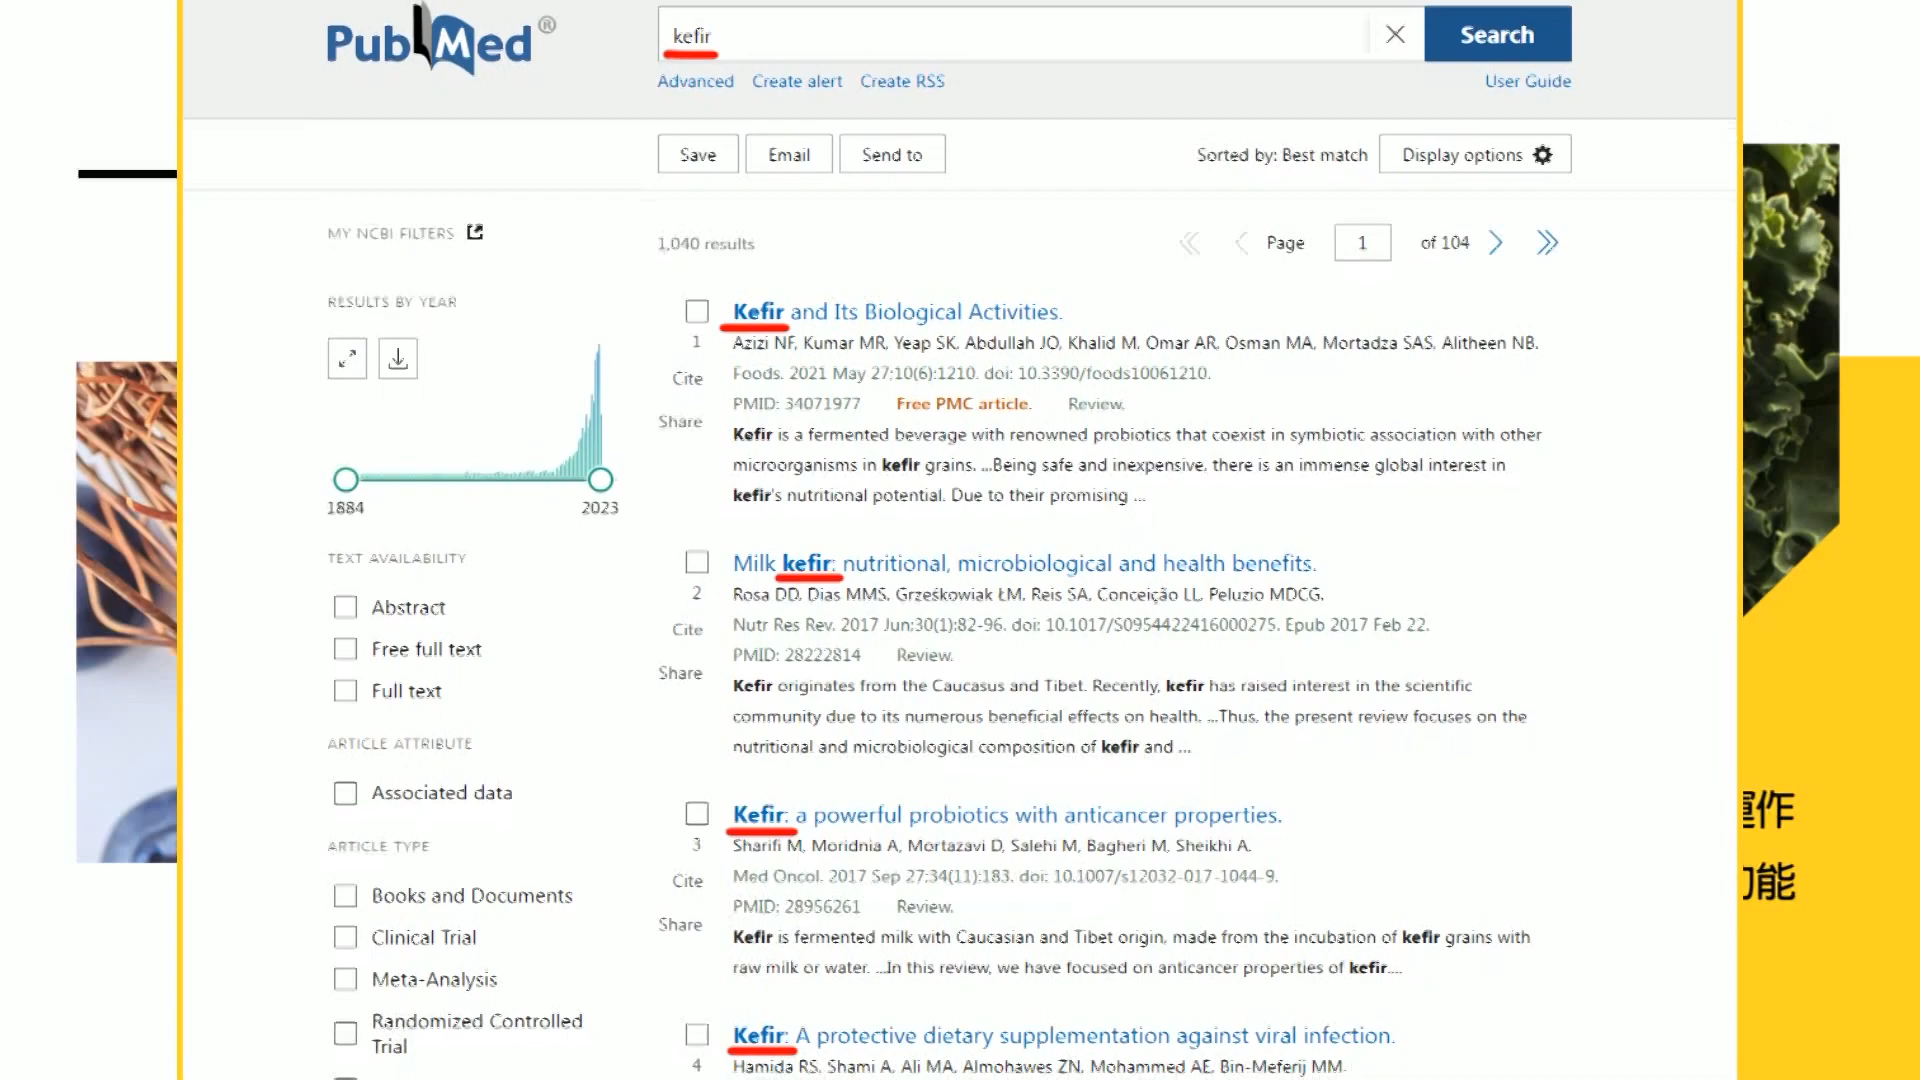 PubMed®
kefir
Search
Advanced Create alert Create RSS
User Guide
Save Email Send to
Sorted by: Best match
Display options
MY NCBI FILTERS
1,040 results
Page 1 of 104
RESULTS BY YEAR
1884 2023
TEXT AVAILABILITY
Abstract
Free full text
Full text
ARTICLE ATTRIBUTE
Associated data
ARTICLE TYPE
Books and Documents
Clinical Trial
Meta-Analysis
Randomized Controlled
Trial
Kefir and Its Biological Activities.
1
Azizi NF, Kumar MR, Yeap SK, Abdullah JO, Khalid M, Omar AR, Osman MA, Mortadza SAS, Alitheen NB.
Cite
Foods. 2021 May 27;10(6):1210. doi: 10.3390/foods10061210.
PMID: 34071977 Free PMC article. Review.
Share
Kefir is a fermented beverage with renowned probiotics that coexist in symbiotic association with other
microorganisms in kefir grains. ...Being safe and inexpensive, there is an immense global interest in
kefir's nutritional potential. Due to their promising ...
Milk kefir: nutritional, microbiological and health benefits.
2
Rosa DD, Dias MMS, Grześkowiak ŁM, Reis SA, Conceição LL, Peluzio MDCG.
Cite
Nutr Res Rev. 2017 Jun;30(1):82-96. doi: 10.1017/S0954422416000275. Epub 2017 Feb 22.
PMID: 28222814 Review.
Share
Kefir originates from the Caucasus and Tibet. Recently, kefir has raised interest in the scientific
community due to its numerous beneficial effects on health. ...Thus, the present review focuses on the
nutritional and microbiological composition of kefir and ...
Kefir: a powerful probiotics with anticancer properties.
3
Sharifi M, Moridnia A, Mortazavi D, Salehi M, Bagheri M, Sheikhi A.
Cite
Med Oncol. 2017 Sep 27;34(11):183. doi: 10.1007/s12032-017-1044-9.
PMID: 28956261 Review.
Share
Kefir is fermented milk with Caucasian and Tibet origin, made from the incubation of kefir grains with
raw milk or water. ...In this review, we have focused on anticancer properties of kefir....
Kefir: A protective dietary supplementation against viral infection.
4
Hamida RS, Shami A, Ali MA, Almohawes ZN, Mohammed AE, Bin-Meferij MM.
作
能